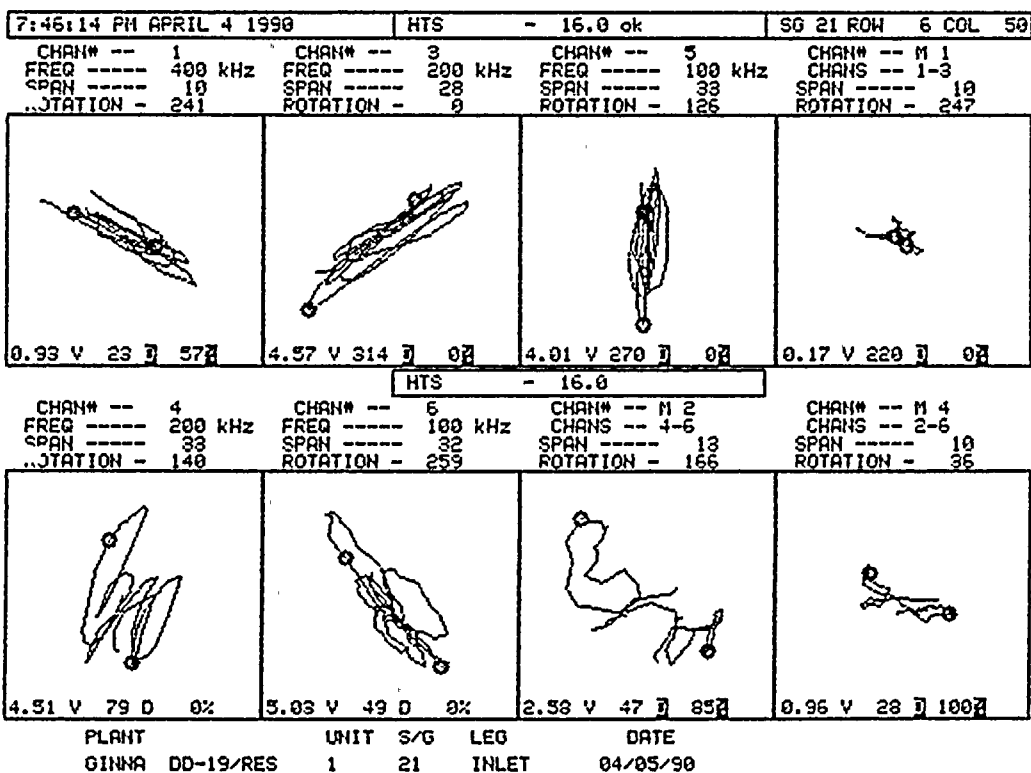 7:46:14 PM APRIL 4 1990 HTS - 16.0 ok SG 21 ROW 6 COL 50
CHAN# -- 1 CHAN# -- 3 CHAN# -- 5 CHAN# -- M 1
FREQ ----- 400 kHz FREQ ----- 200 kHz FREQ ----- 100 kHz CHANS -- 1-3
SPAN ----- 10 SPAN ----- 28 SPAN ----- 33 SPAN ----- 10
..OTATION - 241 ROTATION - 0 ROTATION - 126 ROTATION - 247
0.93 V 23 D 57% 4.57 V 314 D 0% 4.01 V 270 D 0% 0.17 V 220 D 0%
HTS - 16.0
CHAN# -- 4 CHAN# -- 6 CHAN# -- M 2 CHAN# -- M 4
FREQ ----- 200 kHz FREQ ----- 100 kHz CHANS -- 4-6 CHANS -- 2-6
SPAN ----- 33 SPAN ----- 32 SPAN ----- 13 SPAN ----- 10
..OTATION - 140 ROTATION - 259 ROTATION - 166 ROTATION - 36
4.51 V 79 D 0% 5.03 V 49 D 0% 2.58 V 47 D 85% 0.96 V 28 D 100%
PLANT UNIT S/G LEG DATE
GINNA DD-19/RES 1 21 INLET 04/05/90